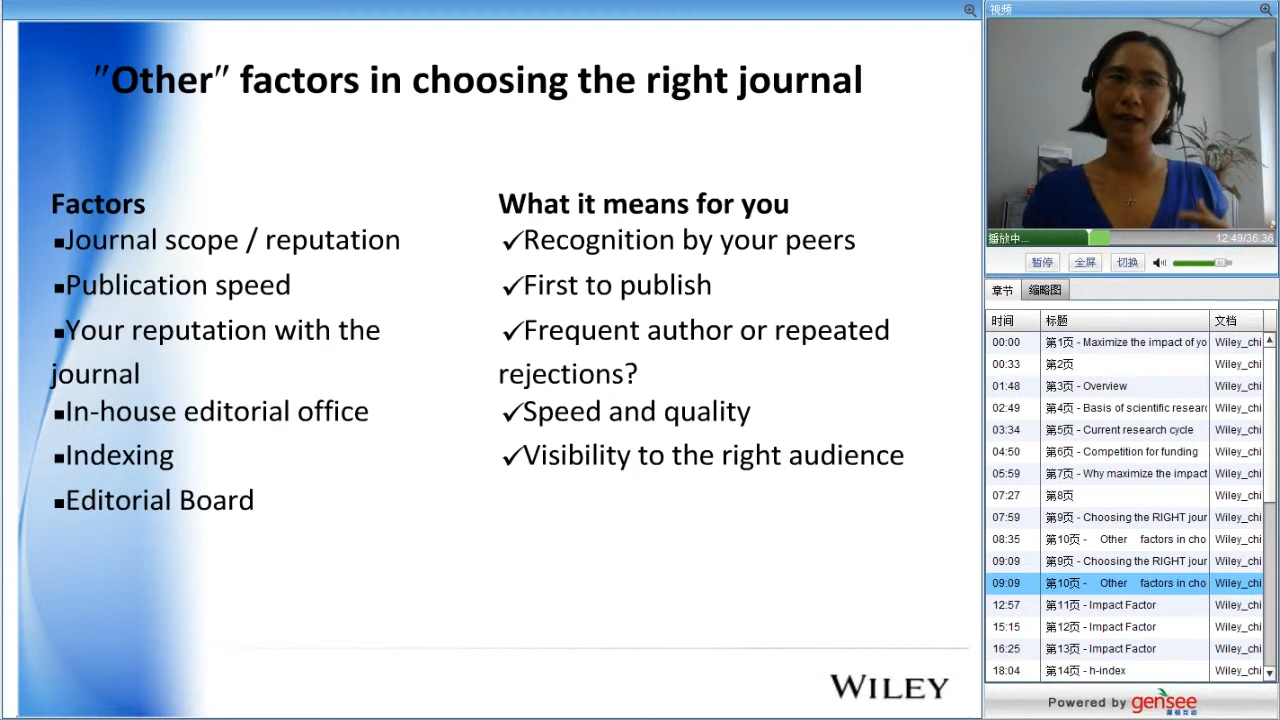 "Other" factors in choosing the right journal
Factors
▪Journal scope / reputation
▪Publication speed
▪Your reputation with the
journal
▪In-house editorial office
▪Indexing
▪Editorial Board
What it means for you
✓Recognition by your peers
✓First to publish
✓Frequent author or repeated
rejections?
✓Speed and quality
✓Visibility to the right audience
WILEY
视频
播放中... 12:49/36:36
暂停 全屏 切换
章节 缩略图
时间 标题 文档
00:00 第1页 - Maximize the impact of yo Wiley_chi
00:33 第2页 Wiley_chi
01:48 第3页 - Overview Wiley_chi
02:49 第4页 - Basis of scientific researc Wiley_chi
03:34 第5页 - Current research cycle Wiley_chi
04:50 第6页 - Competition for funding Wiley_chi
05:59 第7页 - Why maximize the impact Wiley_chi
07:27 第8页 Wiley_chi
07:59 第9页 - Choosing the RIGHT jour Wiley_chi
08:35 第10页 - Other factors in cho Wiley_chi
09:09 第9页 - Choosing the RIGHT jour Wiley_chi
09:09 第10页 - Other factors in cho Wiley_chi
12:57 第11页 - Impact Factor Wiley_chi
15:15 第12页 - Impact Factor Wiley_chi
16:25 第13页 - Impact Factor Wiley_chi
18:04 第14页 - h-index Wiley_chi
Powered by gensee